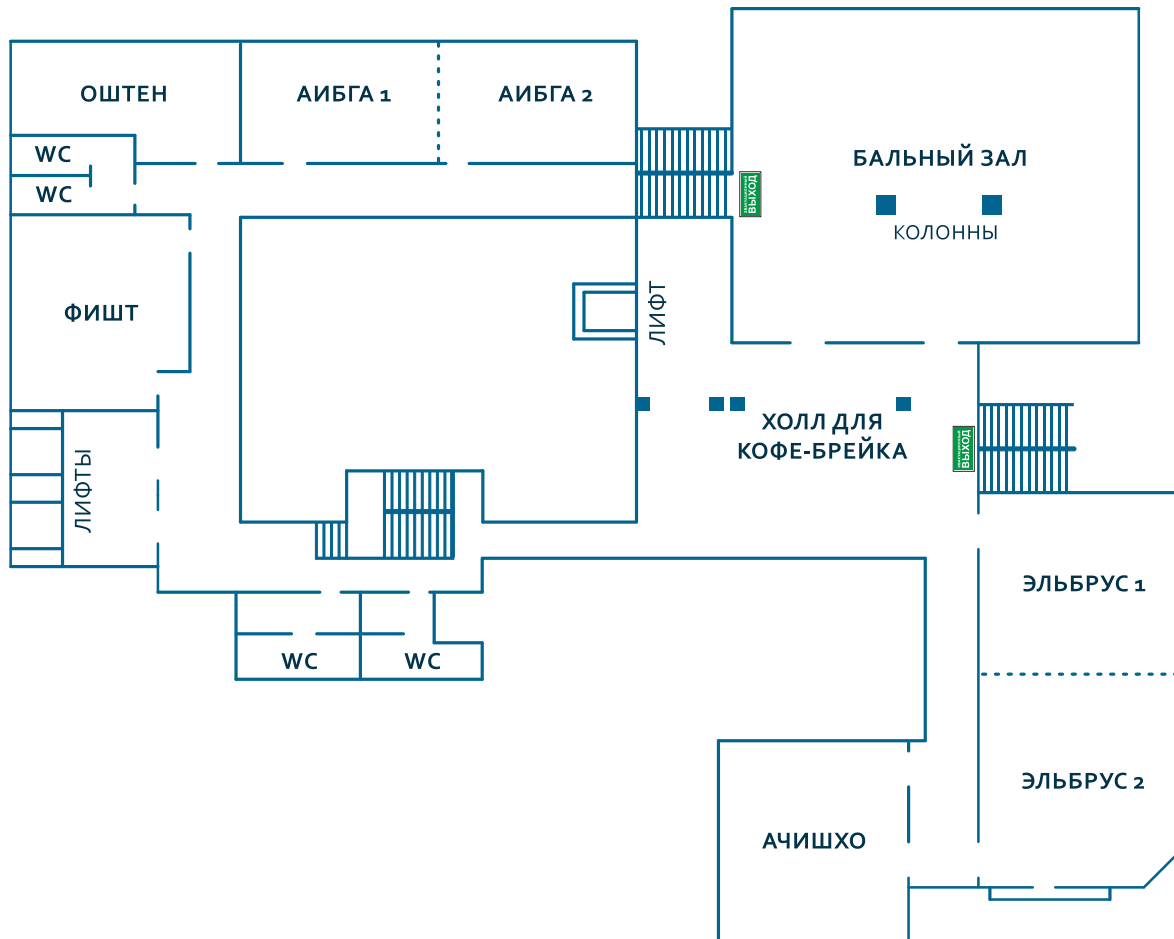 ОШТЕН
АИБГА 1
АИБГА 2
WC
WC
БАЛЬНЫЙ ЗАЛ
ВЫХОД
КОЛОННЫ
ФИШТ
ЛИФТ
ХОЛЛ ДЛЯ
КОФЕ-БРЕЙКА
ВЫХОД
ЛИФТЫ
ЭЛЬБРУС 1
WC
WC
ЭЛЬБРУС 2
АЧИШХО